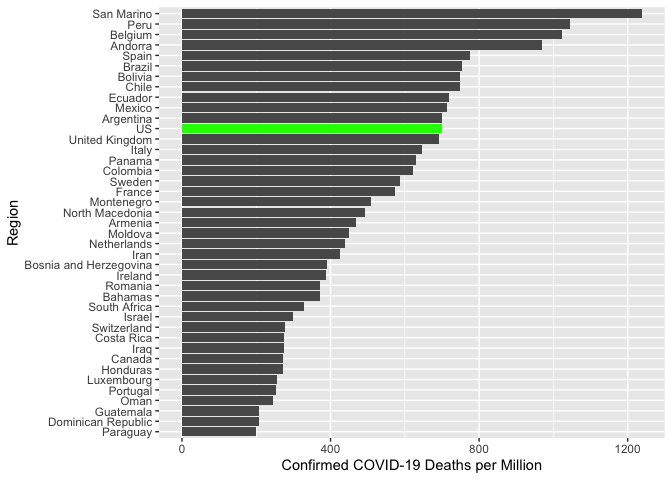 San Marino
Peru
Belgium
Andorra
Spain
Brazil
Bolivia
Chile
Ecuador
Mexico
Argentina
US
United Kingdom
Italy
Panama
Colombia
Sweden
France
Montenegro
North Macedonia
Armenia
Moldova
Netherlands
Iran
Bosnia and Herzegovina
Ireland
Romania
Bahamas
South Africa
Israel
Switzerland
Costa Rica
Iraq
Canada
Honduras
Luxembourg
Portugal
Oman
Guatemala
Dominican Republic
Paraguay
Region
0 400 800 1200
Confirmed COVID-19 Deaths per Million